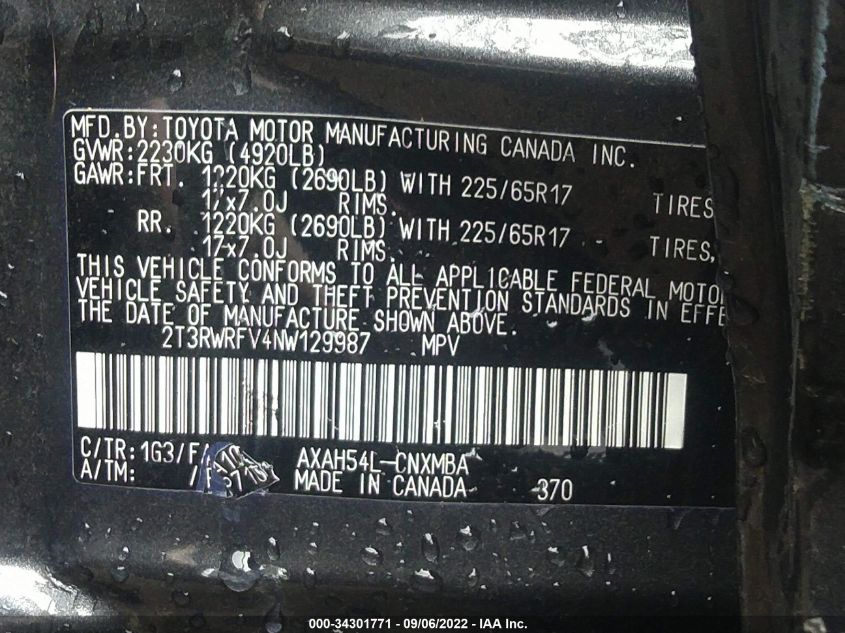 MFD.BY:TOYOTA MOTOR MANUFACTURING CANADA INC.
GVWR:2230KG (4920LB)
GAWR:FRT. 1220KG (2690LB) WITH 225/65R17 TIRES
17x7.0J RIMS.
RR. 1220KG (2690LB) WITH 225/65R17 TIRES,
17x7.0J RIMS.
THIS VEHICLE CONFORMS TO ALL APPLICABLE FEDERAL MOTO
VEHICLE SAFETY AND THEFT PREVENTION STANDARDS IN EFFE
THE DATE OF MANUFACTURE SHOWN ABOVE.
2T3RWRFV4NW129987 MPV
C/TR:1G3/F AXAH54L-CNXMBA
A/TM: / MADE IN CANADA 370
000-34301771 - 09/06/2022 - IAA Inc.